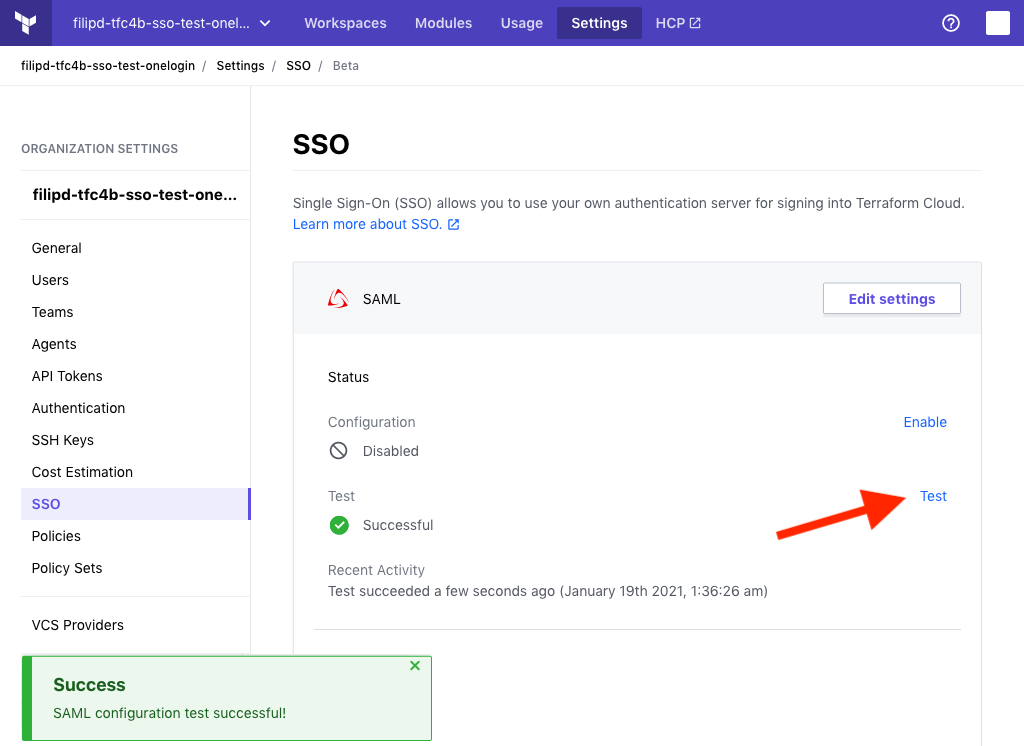 filipd-tfc4b-sso-test-onel...
Workspaces
Modules
Usage
Settings
HCP
filipd-tfc4b-sso-test-onelogin / Settings / SSO / Beta
ORGANIZATION SETTINGS
filipd-tfc4b-sso-test-one...
General
Users
Teams
Agents
API Tokens
Authentication
SSH Keys
Cost Estimation
SSO
Policies
Policy Sets
VCS Providers
SSO
Single Sign-On (SSO) allows you to use your own authentication server for signing into Terraform Cloud.
Learn more about SSO.
SAML
Edit settings
Status
Configuration
Enable
Disabled
Test
Test
Successful
Recent Activity
Test succeeded a few seconds ago (January 19th 2021, 1:36:26 am)
Success
SAML configuration test successful!